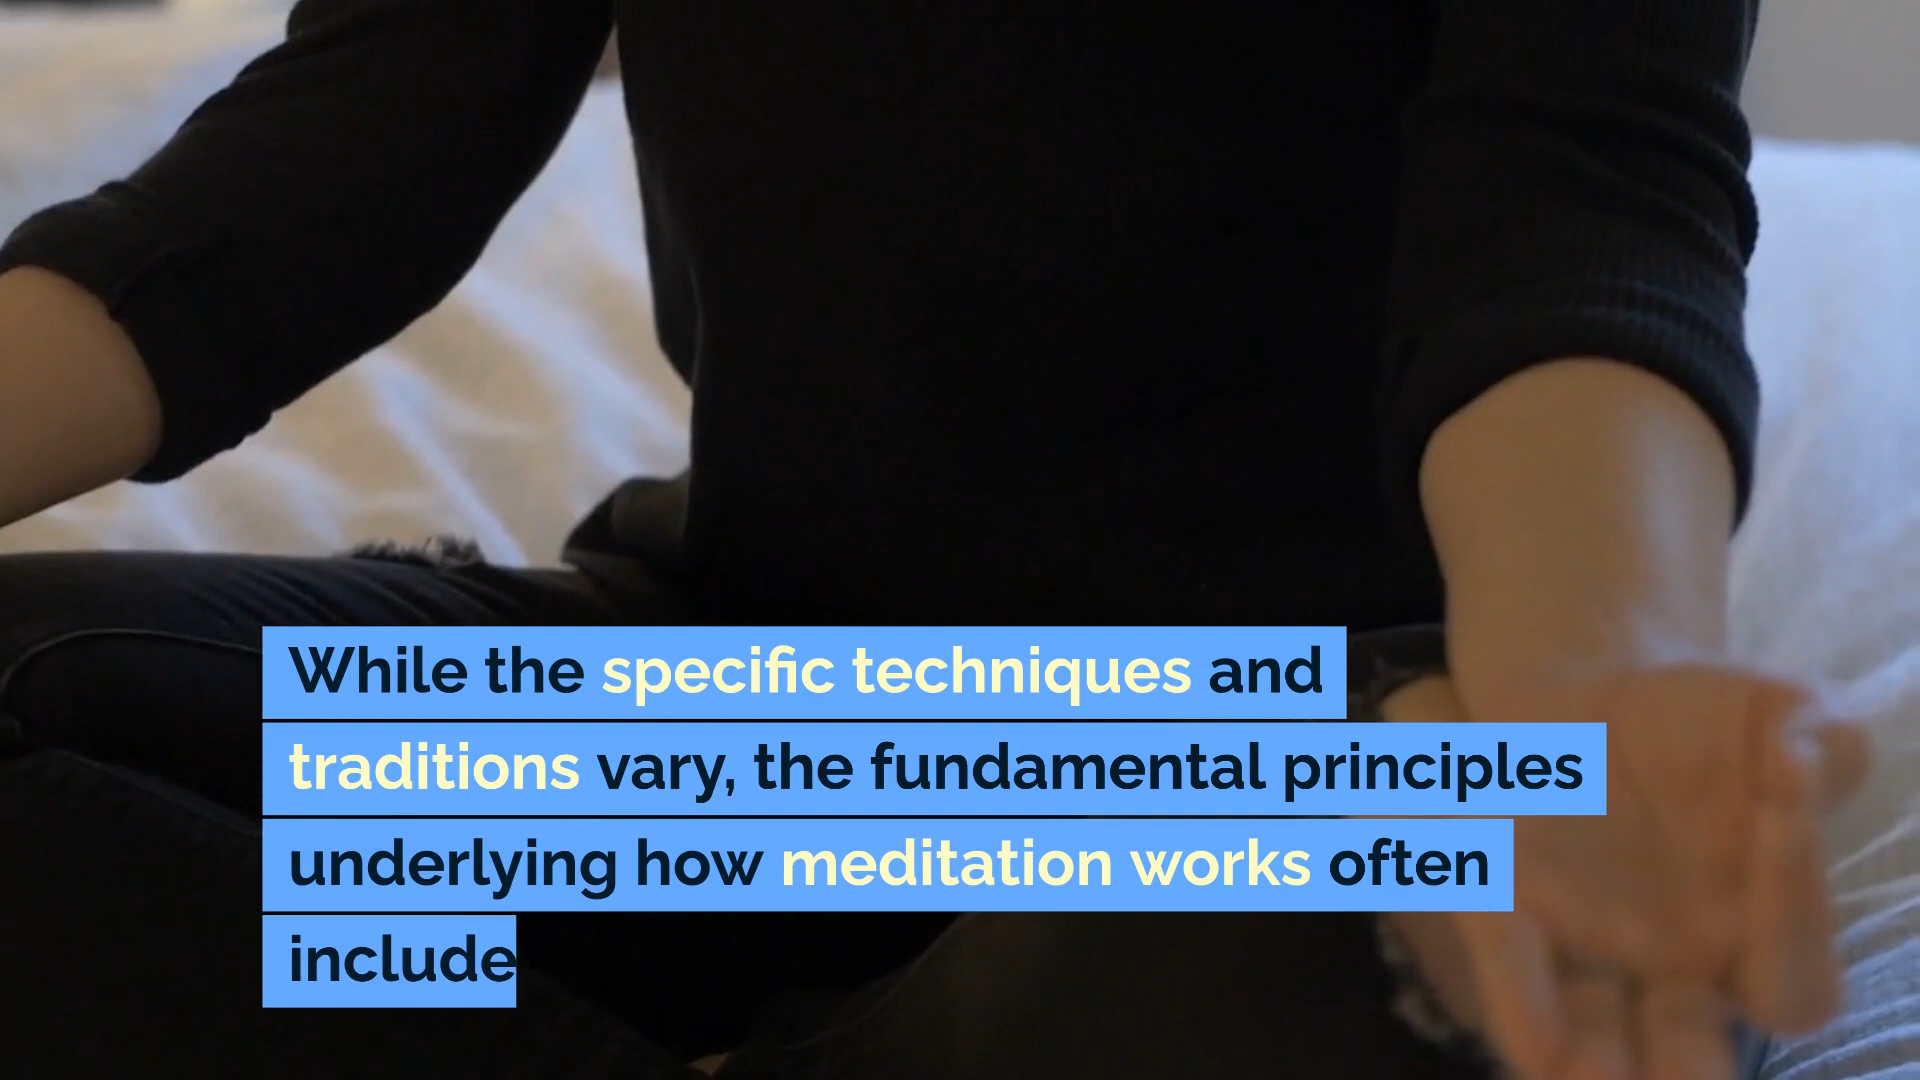 While the specific techniques and
traditions vary, the fundamental principles
underlying how meditation works often
include